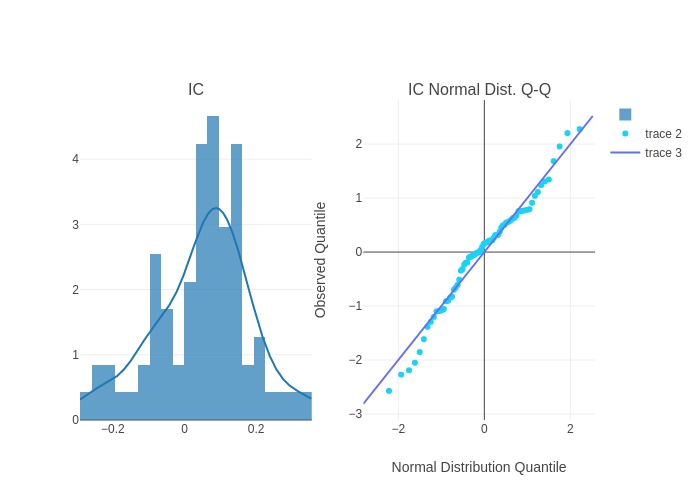 IC
IC Normal Dist. Q-Q
4
3
2
1
0
−0.2
0
0.2
Observed Quantile
2
1
0
−1
−2
−3
−2
0
2
Normal Distribution Quantile
trace 2
trace 3